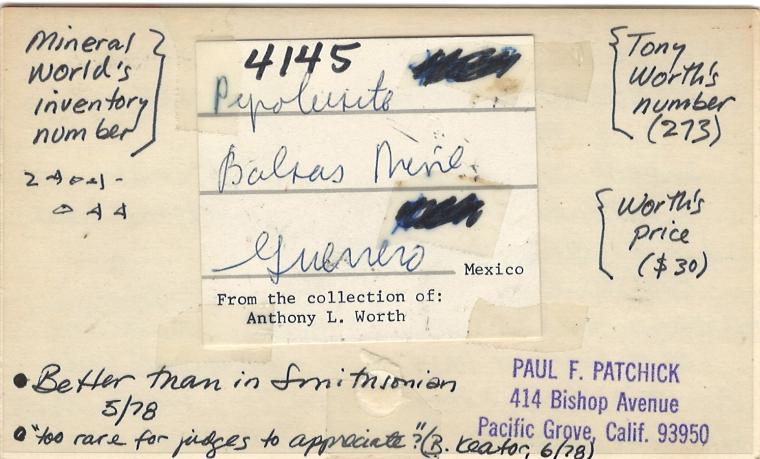 Mineral
World's
inventory
number
24041-
044
4145
Pyrolusite
Balsas
Guerrero
Mexico
From the collection of:
Anthony L. Worth
Tony
Worth's
number
(273)
Worth's
price
($30)
• Better than in Smithsonian
5/78
• "too rare for judges to appreciate"? (B. Keator, 6/78)
PAUL F. PATCHICK
414 Bishop Avenue
Pacific Grove, Calif. 93950